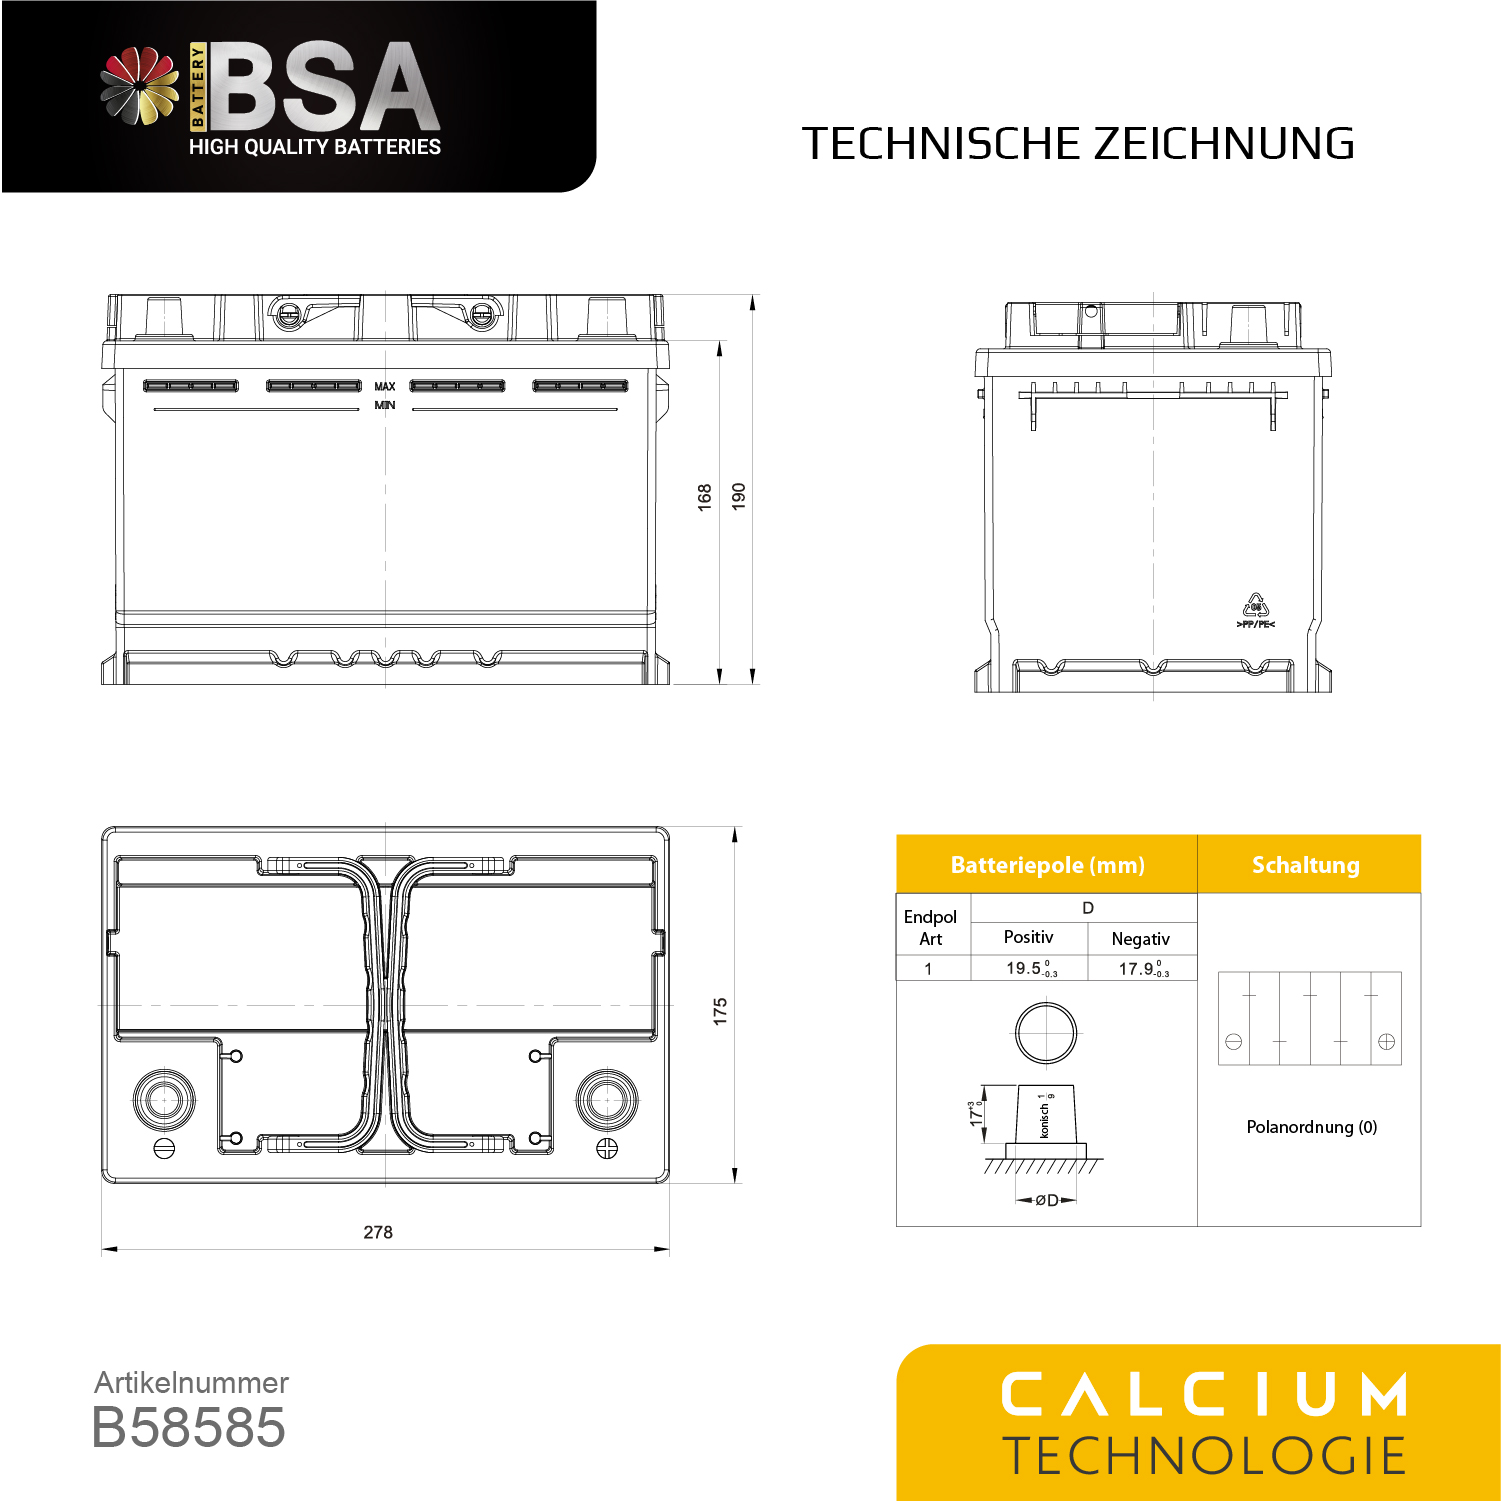 BATTERY
BSA
HIGH QUALITY BATTERIES
TECHNISCHE ZEICHNUNG
MAX
MIN
168
190
05
>PP/PE<
175
278
Batteriepole (mm)
Schaltung
Endpol Art
D
Positiv
Negativ
1
19.5 0 -0.3
17.9 0 -0.3
17 +3 0
konisch 1/9
ØD
Polanordnung (0)
Artikelnummer
B58585
CALCIUM
TECHNOLOGIE